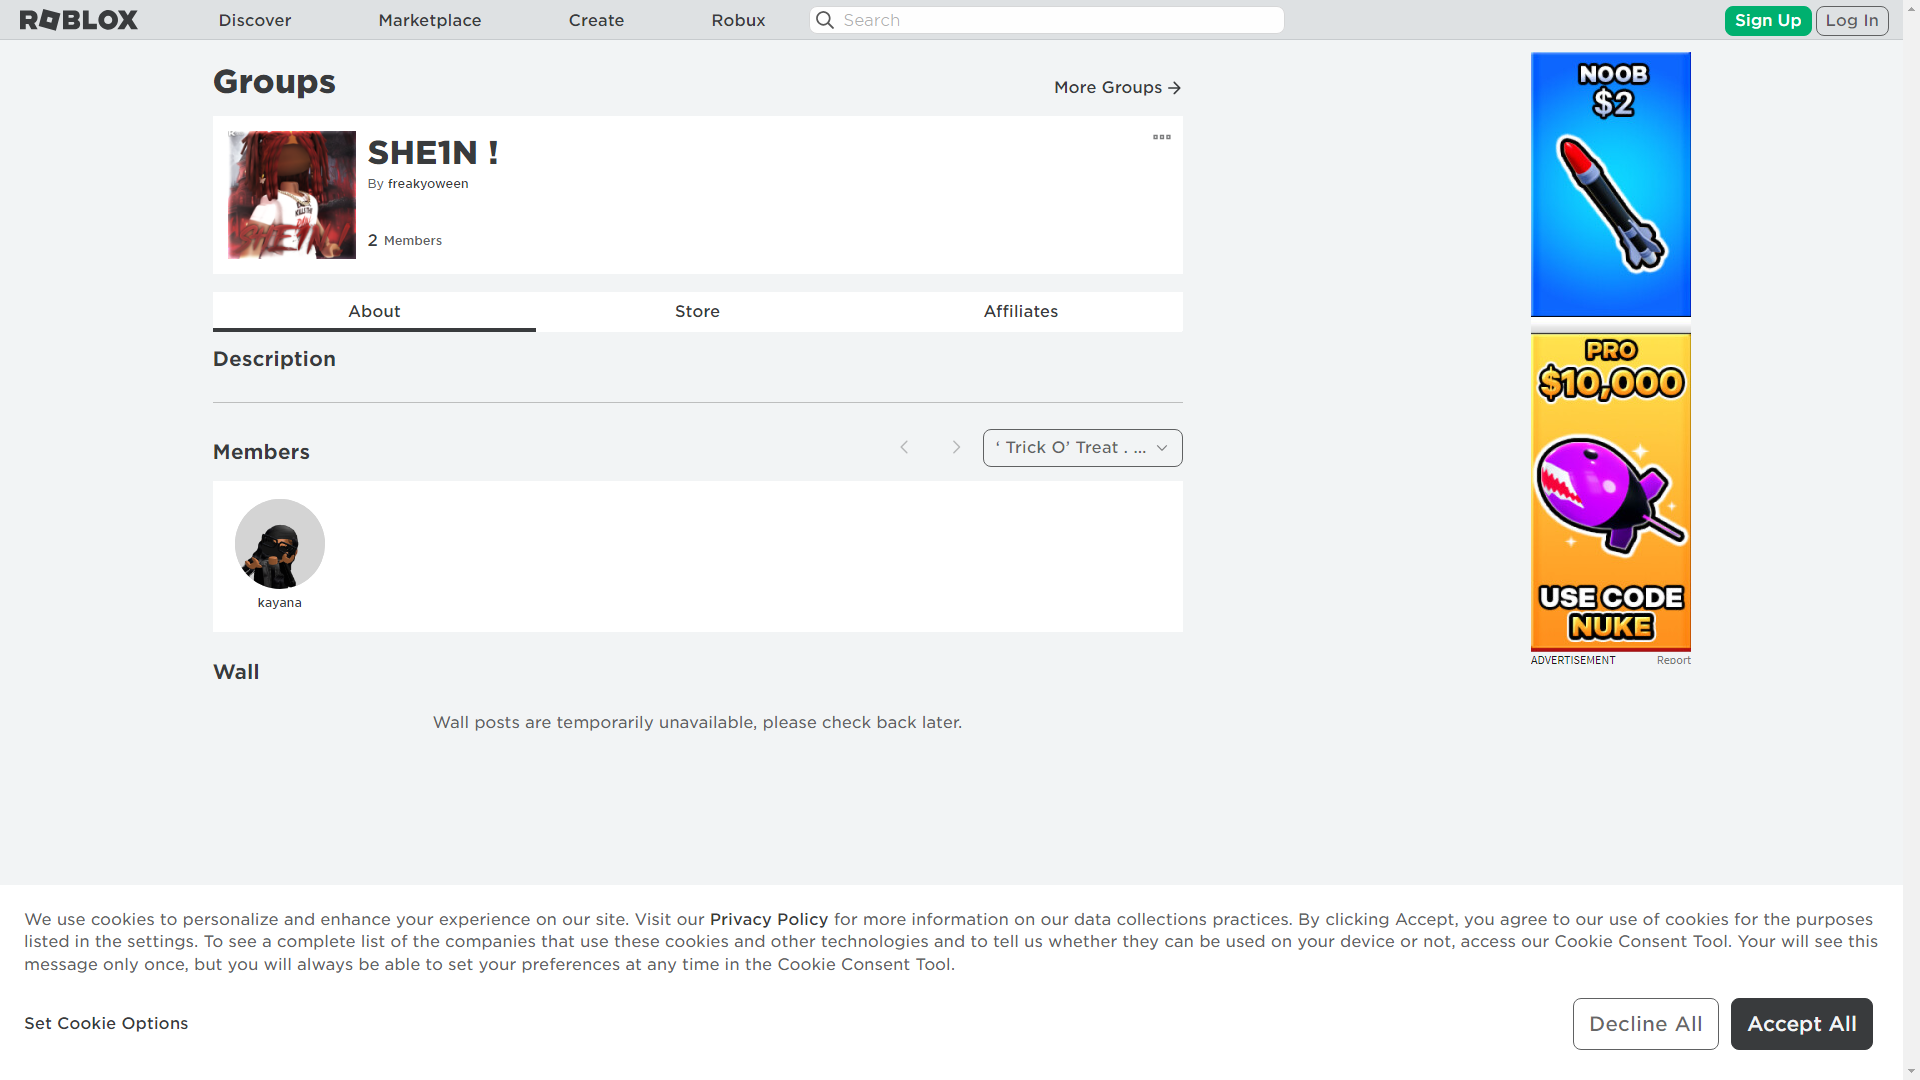 ROBLOX
Discover
Marketplace
Create
Robux
Search
Sign Up
Log In
Groups
More Groups
SHE1N !
By freakyoween
2 Members
About
Store
Affiliates
Description
Members
‘ Trick O’ Treat . ...
kayana
Wall
Wall posts are temporarily unavailable, please check back later.
NOOB
$2
PRO
$10,000
USE CODE
NUKE
ADVERTISEMENT
Report
We use cookies to personalize and enhance your experience on our site. Visit our Privacy Policy for more information on our data collections practices. By clicking Accept, you agree to our use of cookies for the purposes
listed in the settings. To see a complete list of the companies that use these cookies and other technologies and to tell us whether they can be used on your device or not, access our Cookie Consent Tool. Your will see this
message only once, but you will always be able to set your preferences at any time in the Cookie Consent Tool.
Set Cookie Options
Decline All
Accept All